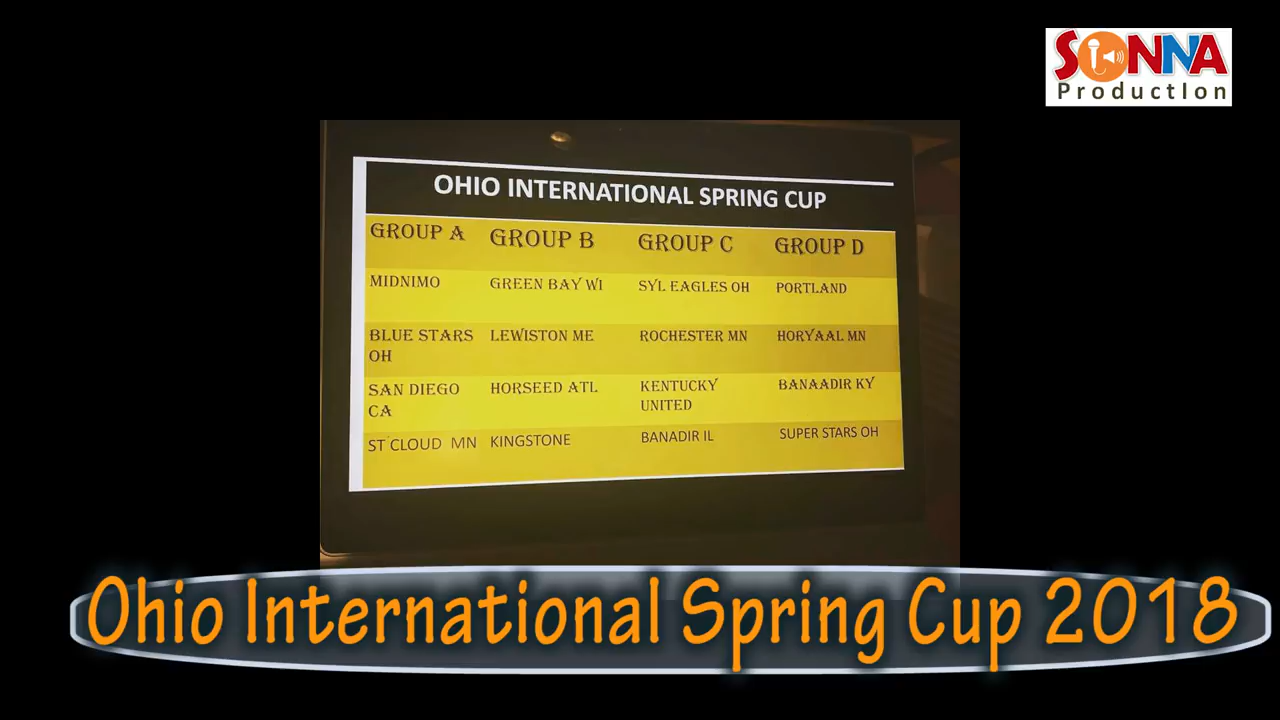 SONNA
ProductIon
OHIO INTERNATIONAL SPRING CUP
GROUP A GROUP B GROUP C GROUP D
MIDNIMO GREEN BAY WI SYL EAGLES OH PORTLAND
BLUE STARS OH LEWISTON ME ROCHESTER MN HORYAAL MN
SAN DIEGO CA HORSEED ATL KENTUCKY UNITED BANAADIR KY
ST CLOUD MN KINGSTONE BANADIR IL SUPER STARS OH
Ohio International Spring Cup 2018